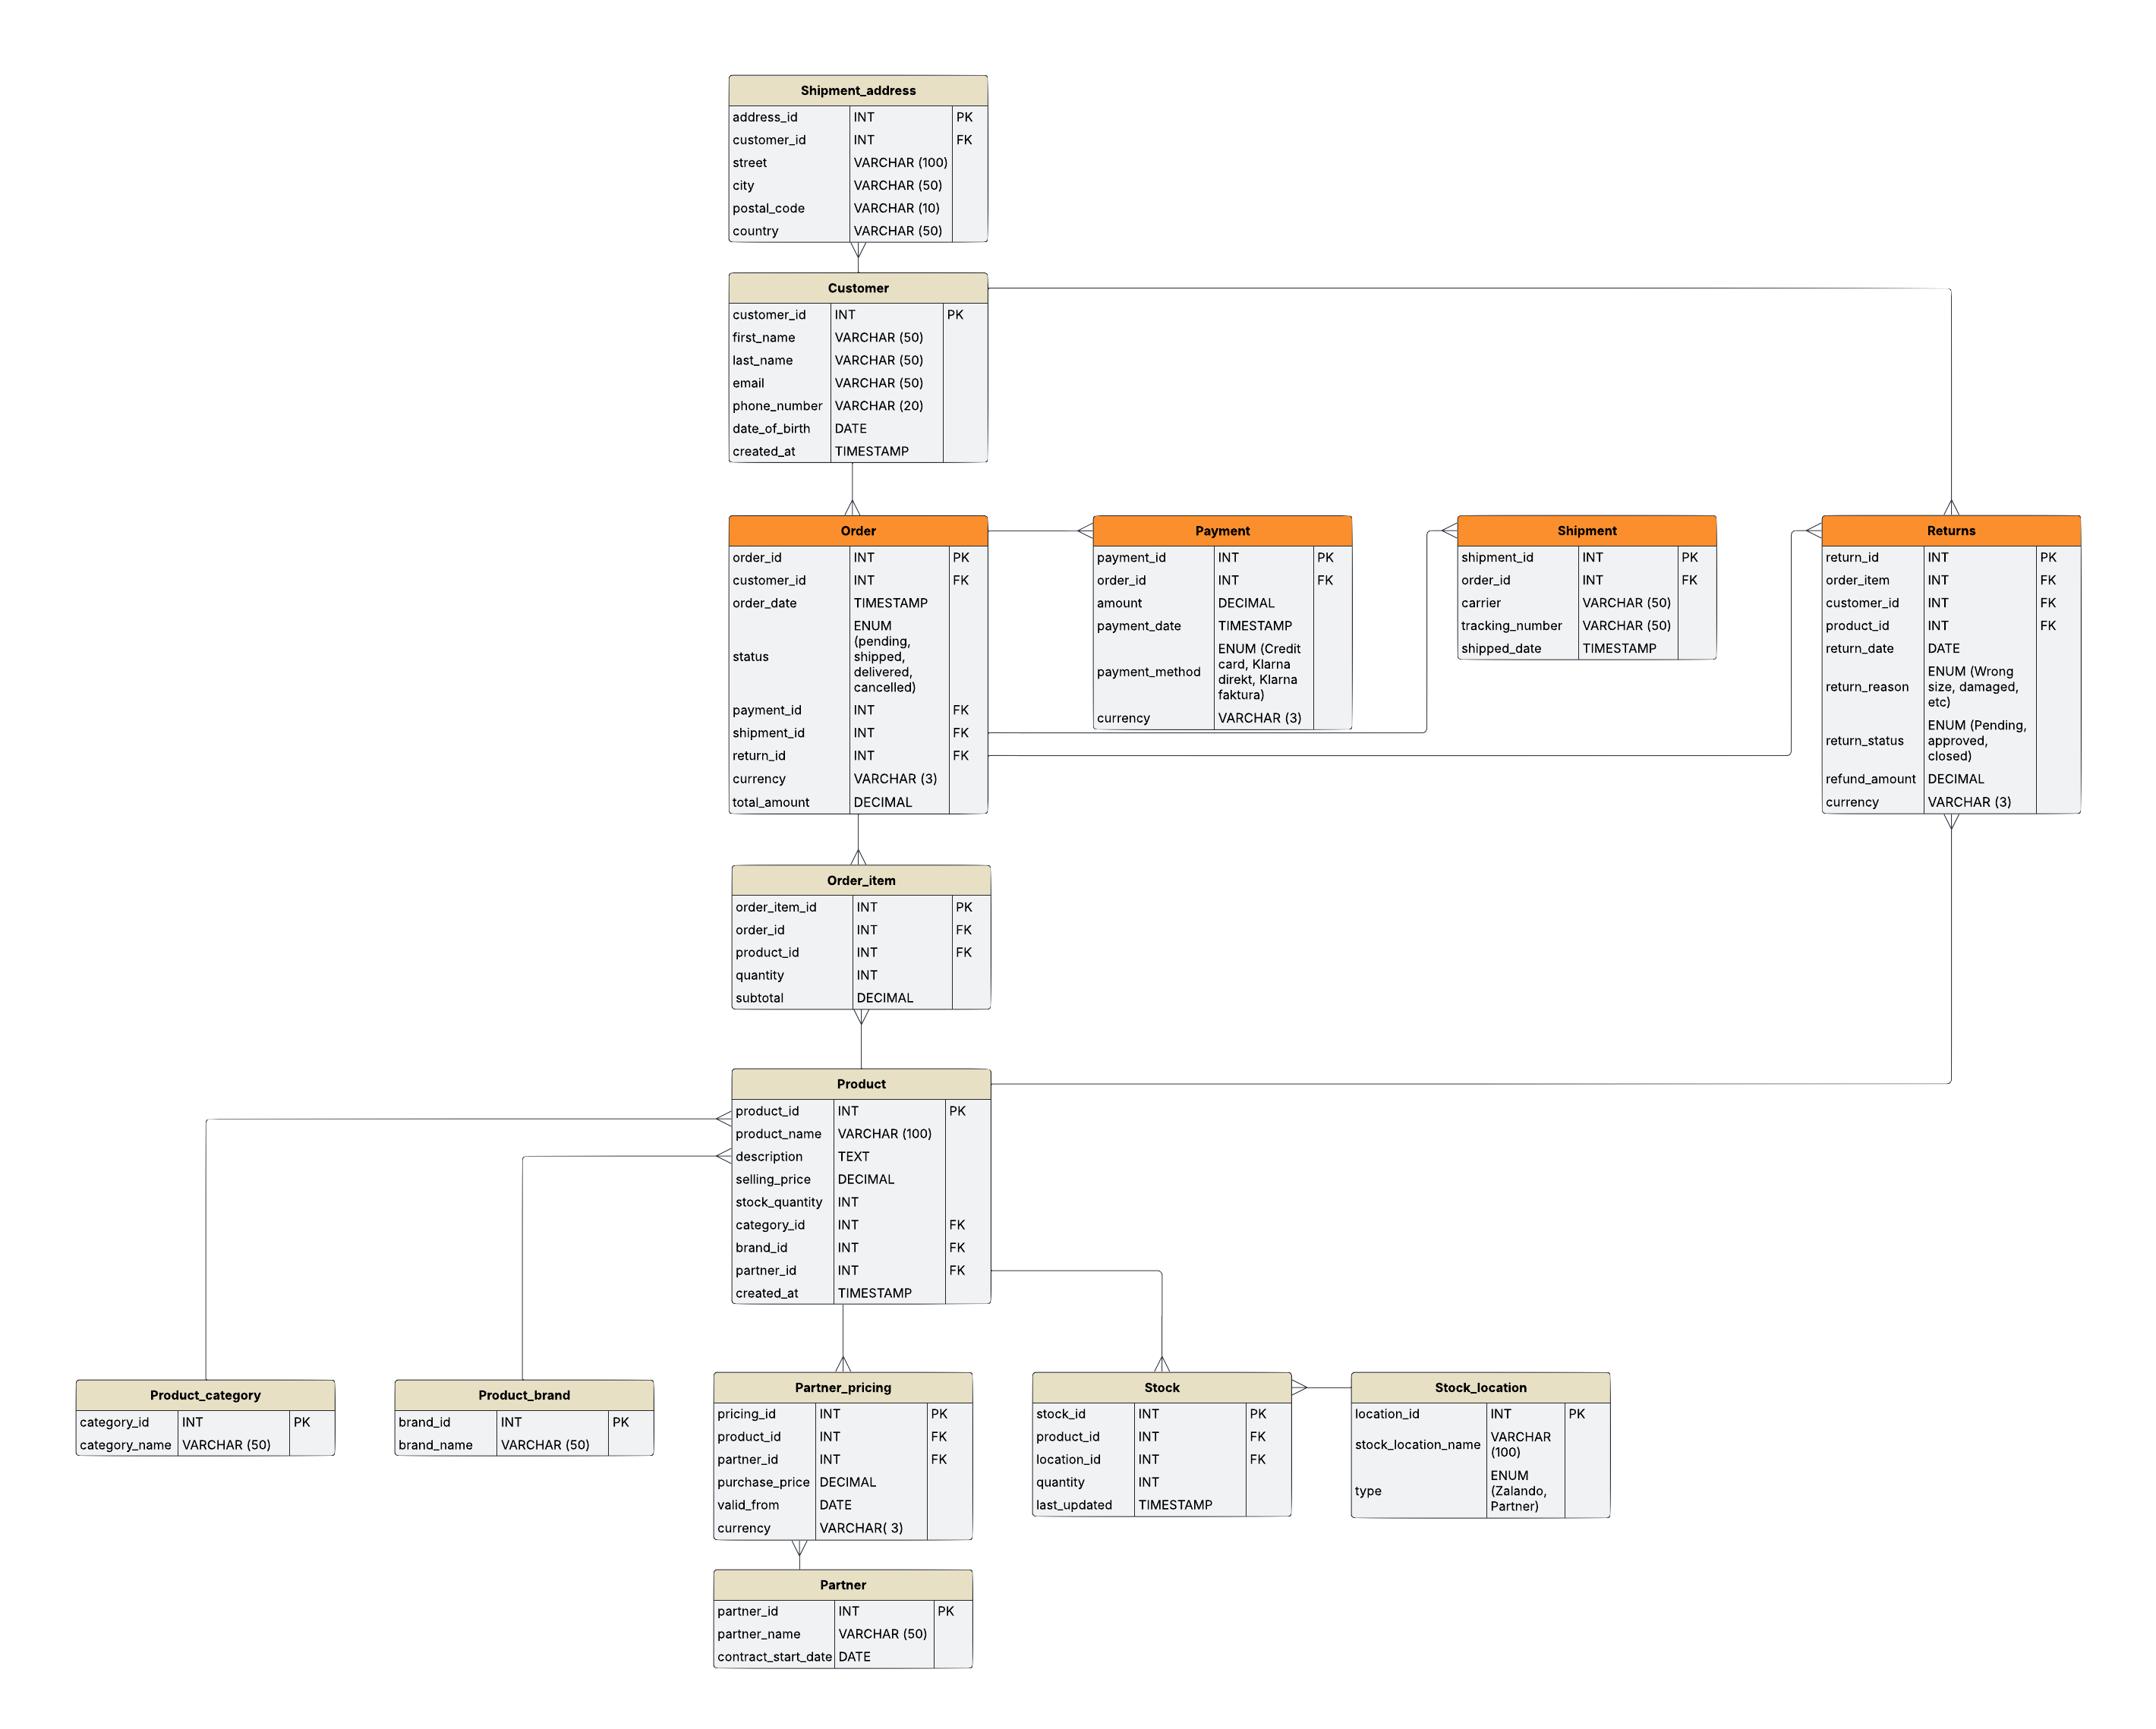 Shipment_address
address_id INT PK
customer_id INT FK
street VARCHAR (100)
city VARCHAR (50)
postal_code VARCHAR (10)
country VARCHAR (50)
Customer
customer_id INT PK
first_name VARCHAR (50)
last_name VARCHAR (50)
email VARCHAR (50)
phone_number VARCHAR (20)
date_of_birth DATE
created_at TIMESTAMP
Order
order_id INT PK
customer_id INT FK
order_date TIMESTAMP
status ENUM
(pending,
shipped,
delivered,
cancelled)
payment_id INT FK
shipment_id INT FK
return_id INT FK
currency VARCHAR (3)
total_amount DECIMAL
Payment
payment_id INT PK
order_id INT FK
amount DECIMAL
payment_date TIMESTAMP
payment_method ENUM (Credit
card, Klarna
direkt, Klarna
faktura)
currency VARCHAR (3)
Shipment
shipment_id INT PK
order_id INT FK
carrier VARCHAR (50)
tracking_number VARCHAR (50)
shipped_date TIMESTAMP
Returns
return_id INT PK
order_item INT FK
customer_id INT FK
product_id INT FK
return_date DATE
return_reason ENUM (Wrong
size, damaged,
etc)
return_status ENUM (Pending,
approved,
closed)
refund_amount DECIMAL
currency VARCHAR (3)
Order_item
order_item_id INT PK
order_id INT FK
product_id INT FK
quantity INT
subtotal DECIMAL
Product
product_id INT PK
product_name VARCHAR (100)
description TEXT
selling_price DECIMAL
stock_quantity INT
category_id INT FK
brand_id INT FK
partner_id INT FK
created_at TIMESTAMP
Product_category
category_id INT PK
category_name VARCHAR (50)
Product_brand
brand_id INT PK
brand_name VARCHAR (50)
Partner_pricing
pricing_id INT PK
product_id INT FK
partner_id INT FK
purchase_price DECIMAL
valid_from DATE
currency VARCHAR( 3)
Stock
stock_id INT PK
product_id INT FK
location_id INT FK
quantity INT
last_updated TIMESTAMP
Stock_location
location_id INT PK
stock_location_name VARCHAR
(100)
type ENUM
(Zalando,
Partner)
Partner
partner_id INT PK
partner_name VARCHAR (50)
contract_start_date DATE